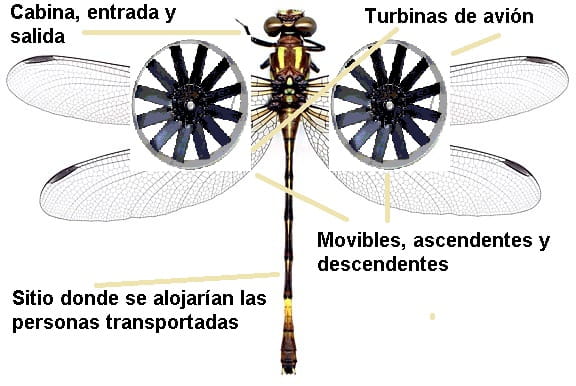 Cabina, entrada y
salida
Turbinas de avión
Movibles, ascendentes y
descendentes
Sitio donde se alojarían las
personas transportadas